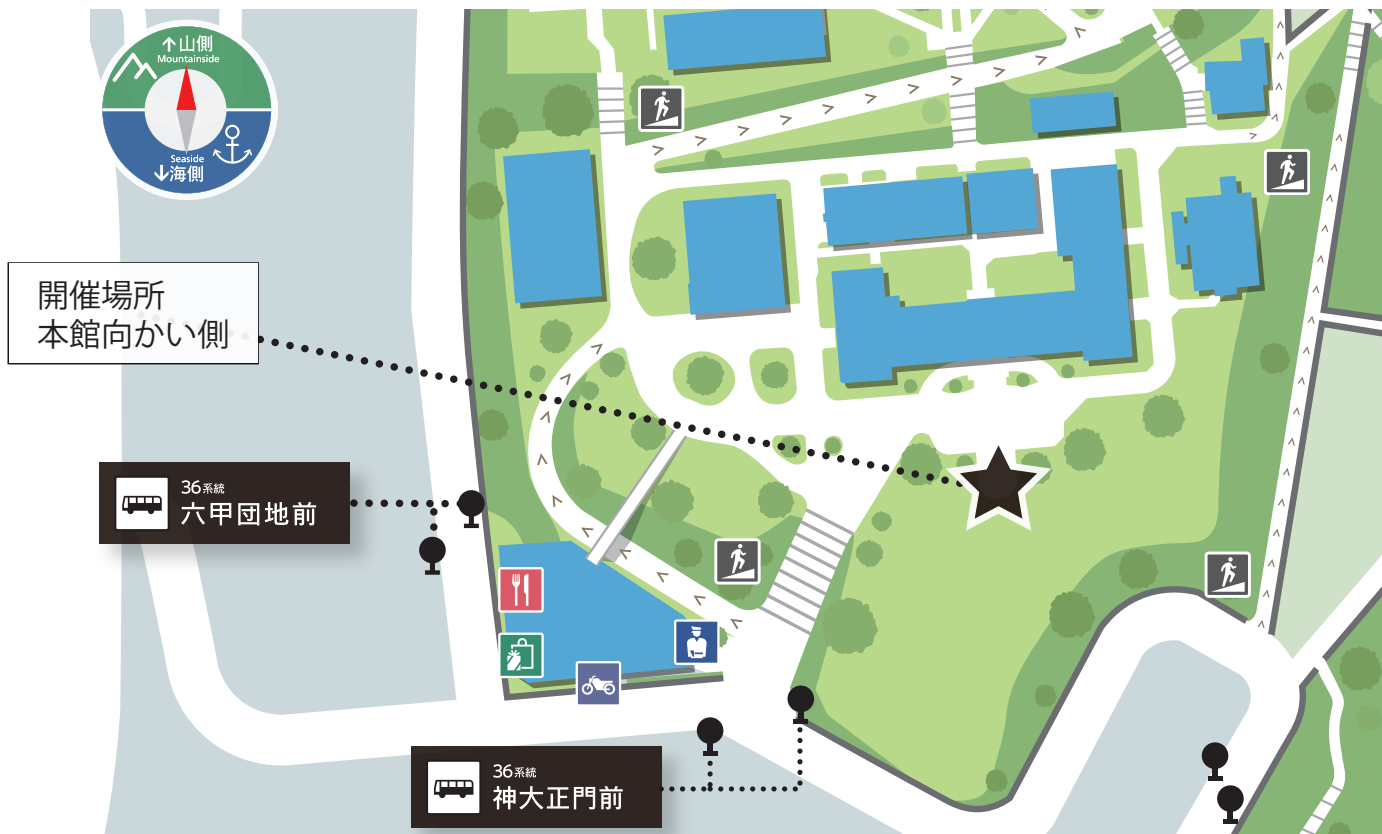 ↑山側
Mountainside
Seaside
↓海側
開催場所
本館向かい側
36系統
六甲団地前
36系統
神大正門前